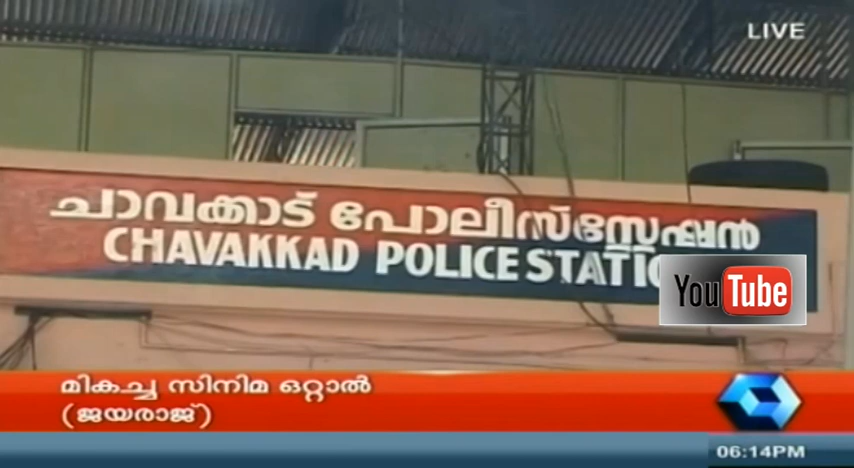 LIVE
ചാവക്കാട് പോലീസ്സ്റ്റേഷൻ
CHAVAKKAD POLICE STATIO
YouTube
മികച്ച സിനിമ ഒറ്റാൽ
(ജയരാജ്)
06:14PM